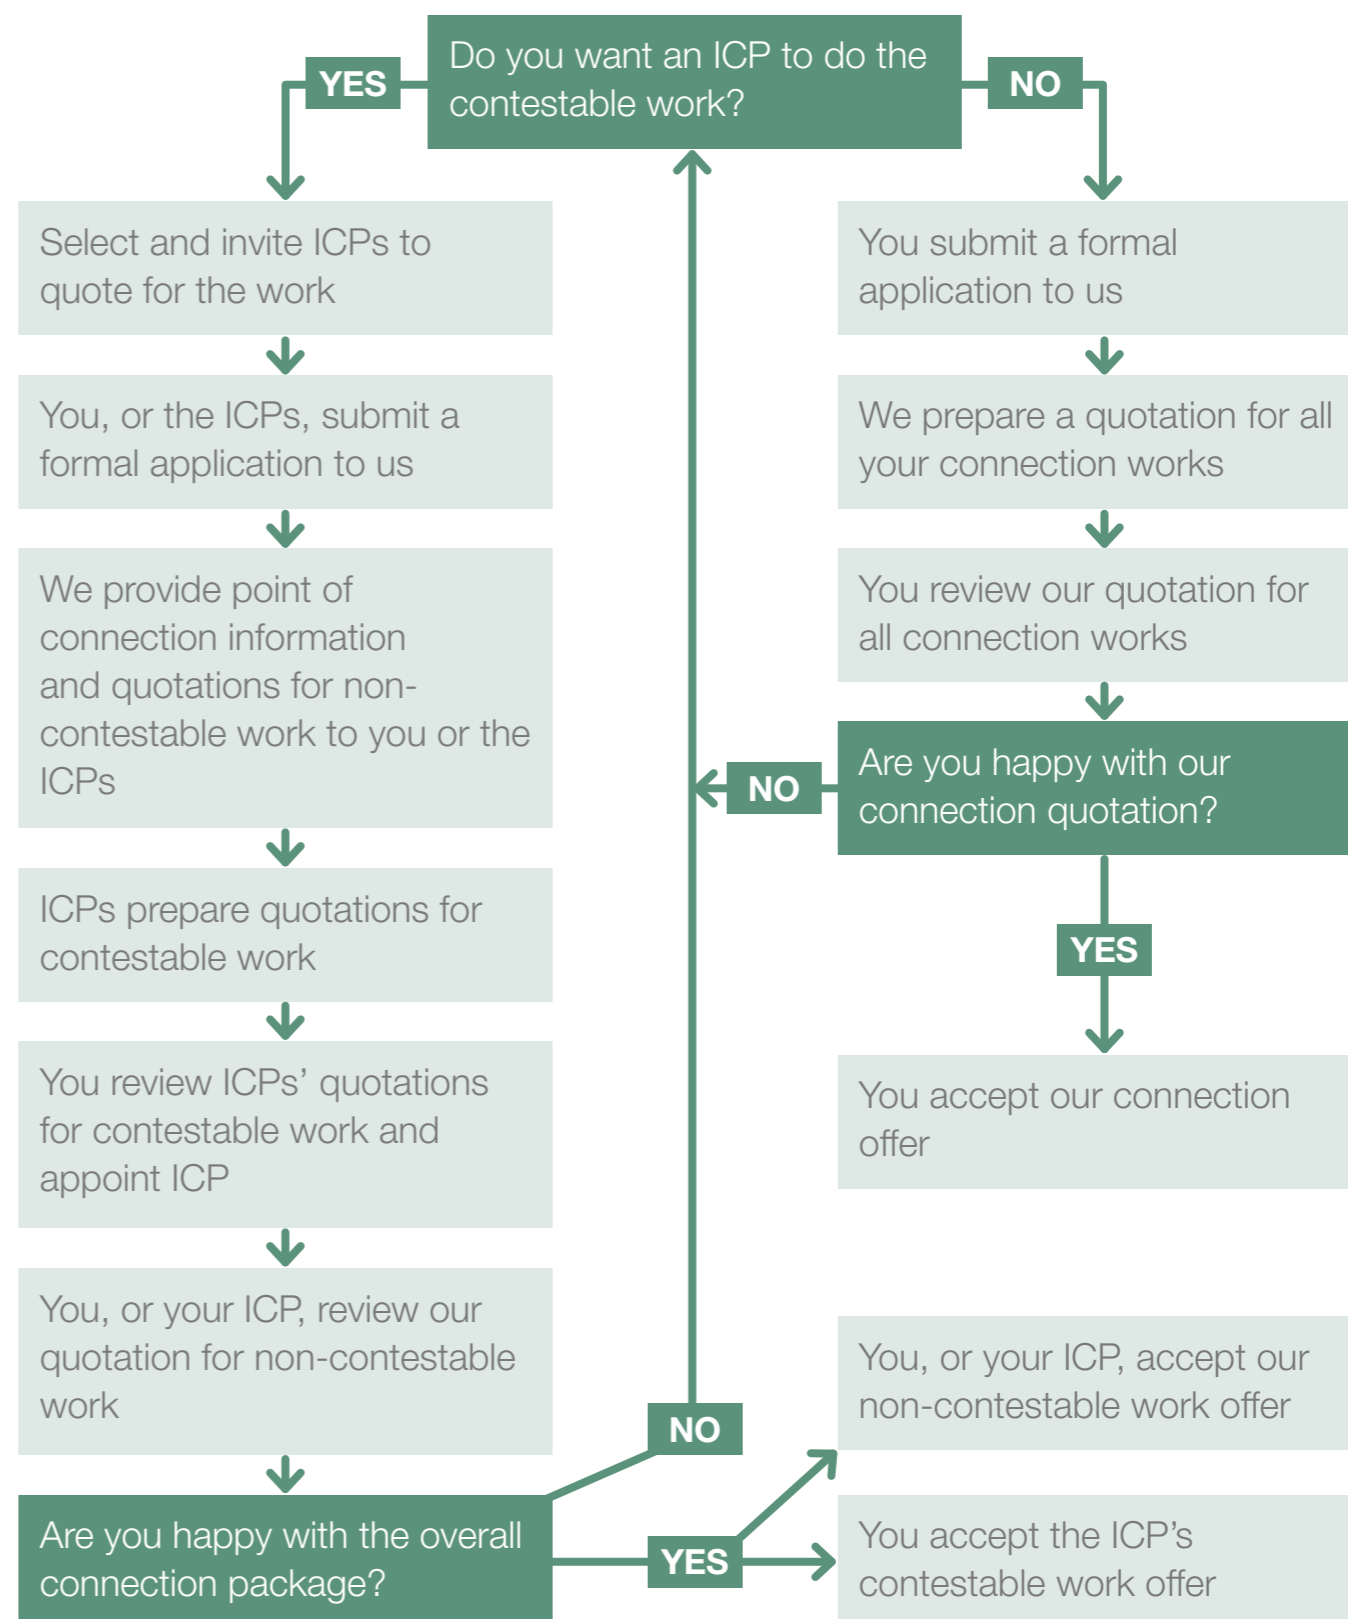 Do you want an ICP to do the
contestable work?
YES
NO
Select and invite ICPs to
quote for the work
You, or the ICPs, submit a
formal application to us
We provide point of
connection information
and quotations for non-
contestable work to you or the
ICPs
ICPs prepare quotations for
contestable work
You review ICPs’ quotations
for contestable work and
appoint ICP
You, or your ICP, review our
quotation for non-contestable
work
Are you happy with the overall
connection package?
NO
YES
You submit a formal
application to us
We prepare a quotation for all
your connection works
You review our quotation for
all connection works
Are you happy with our
connection quotation?
NO
YES
You accept our connection
offer
You, or your ICP, accept our
non-contestable work offer
You accept the ICP’s
contestable work offer